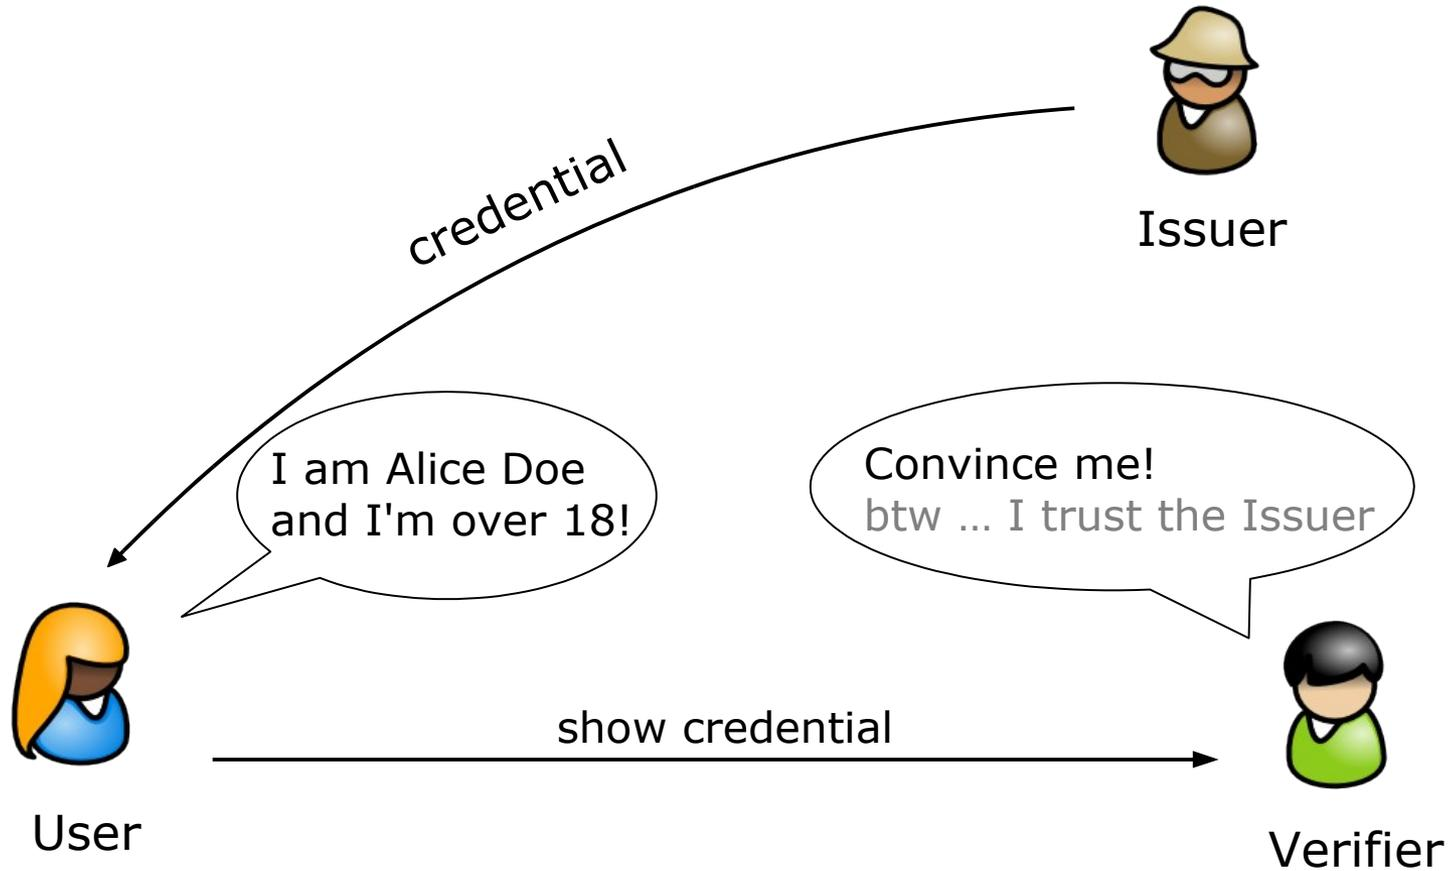 credential
Issuer
I am Alice Doe
and I'm over 18!
Convince me!
btw ... I trust the Issuer
show credential
User
Verifier